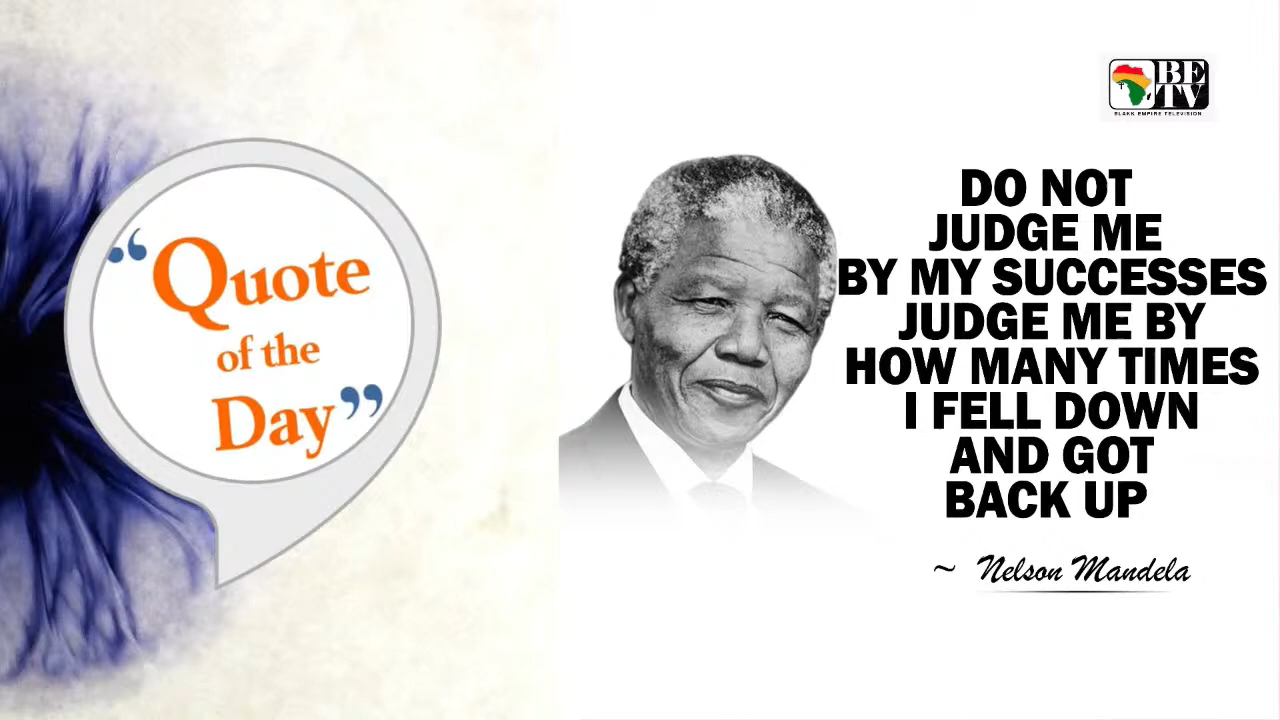 “Quote
of the
Day”
BE
TV
BLAKK EMPIRE TELEVISION
DO NOT
JUDGE ME
BY MY SUCCESSES
JUDGE ME BY
HOW MANY TIMES
I FELL DOWN
AND GOT
BACK UP
~ Nelson Mandela